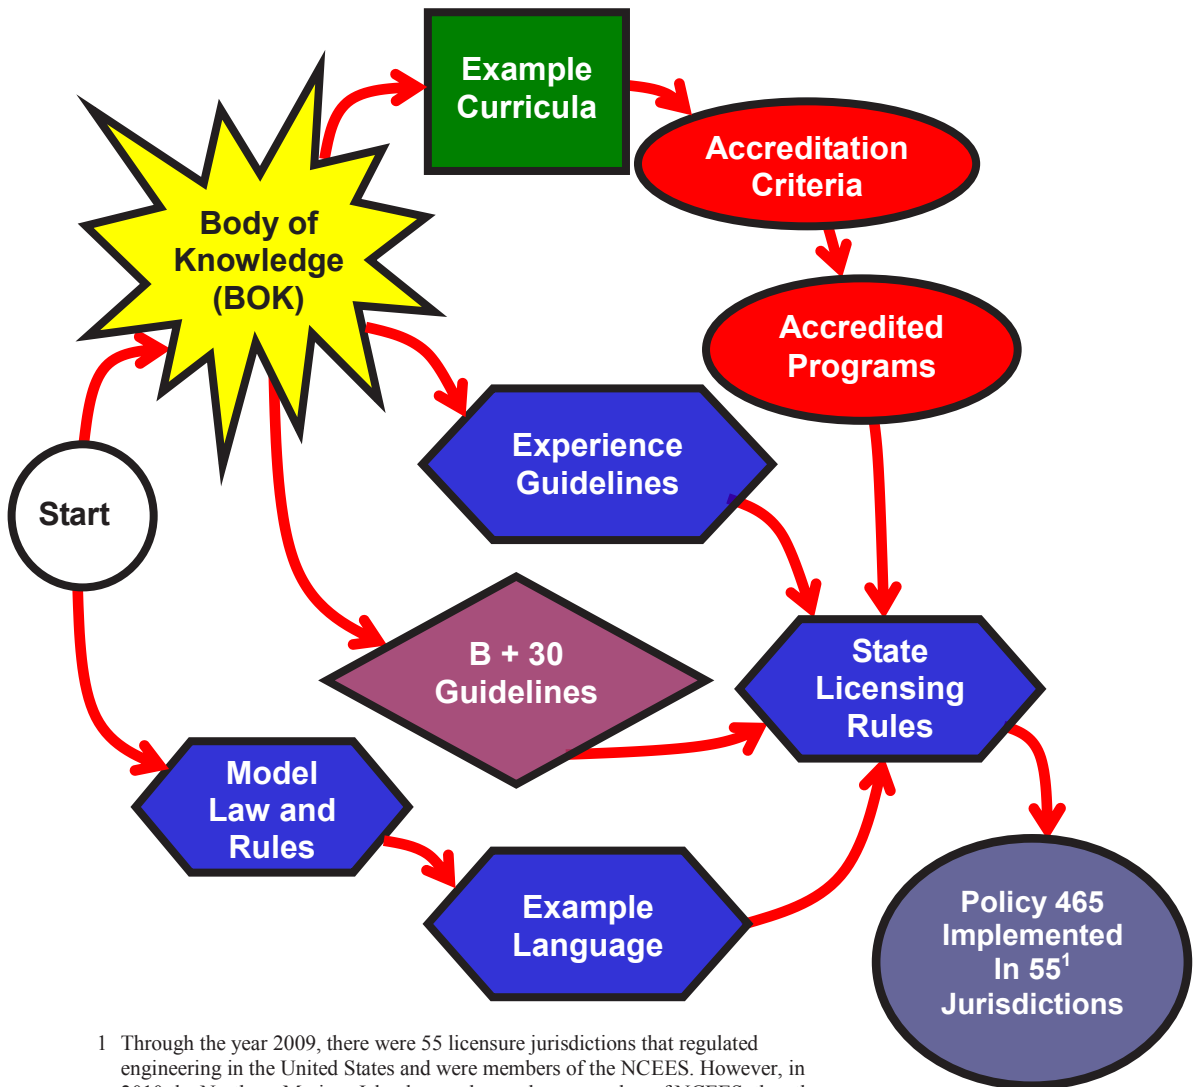 Example
Curricula
Accreditation
Criteria
Body of
Knowledge
(BOK)
Accredited
Programs
Experience
Guidelines
Start
B + 30
Guidelines
State
Licensing
Rules
Model
Law and
Rules
Example
Language
Policy 465
Implemented
In 55¹
Jurisdictions
1 Through the year 2009, there were 55 licensure jurisdictions that regulated
engineering in the United States and were members of the NCEES. However, in